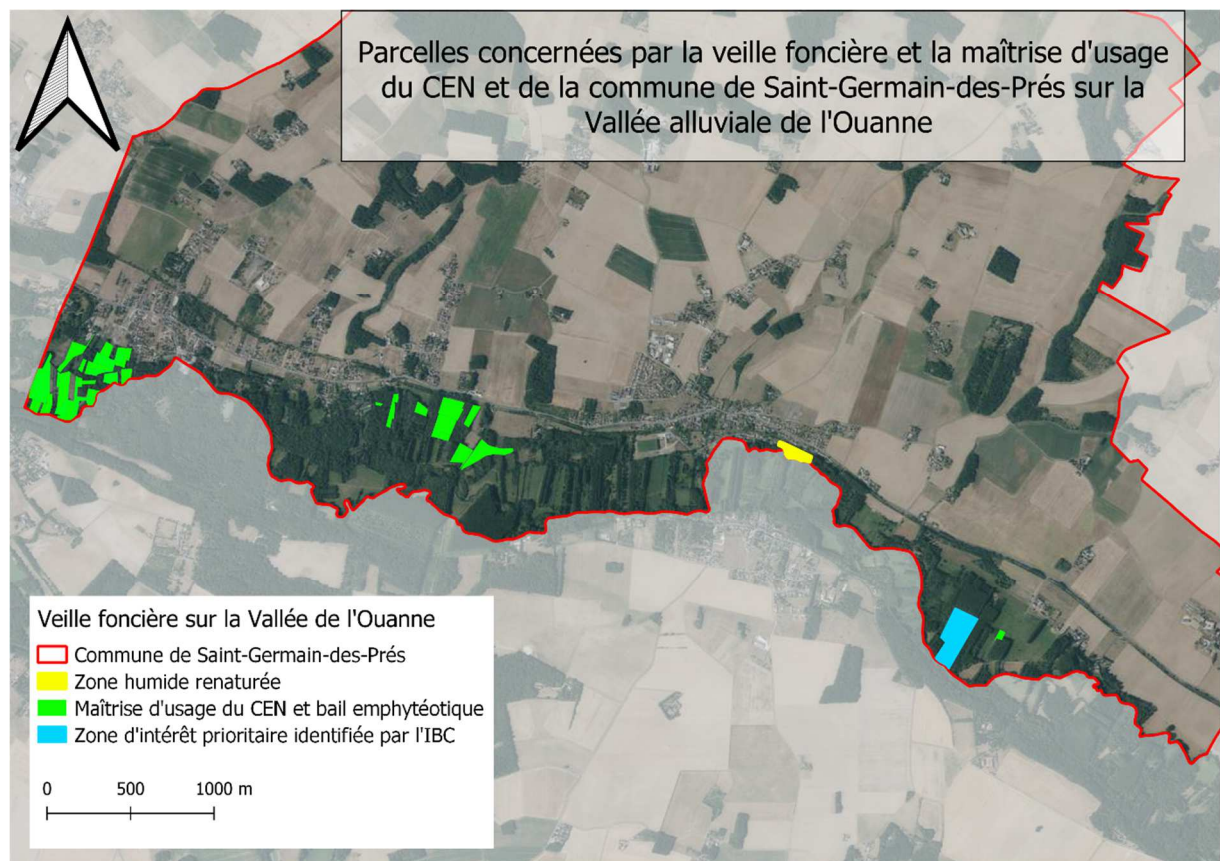 Parcelles concernées par la veille foncière et la maîtrise d'usage
du CEN et de la commune de Saint-Germain-des-Prés sur la
Vallée alluviale de l'Ouanne
Veille foncière sur la Vallée de l'Ouanne
Commune de Saint-Germain-des-Prés
Zone humide renaturée
Maîtrise d'usage du CEN et bail emphytéotique
Zone d'intérêt prioritaire identifiée par l'IBC
0 500 1000 m